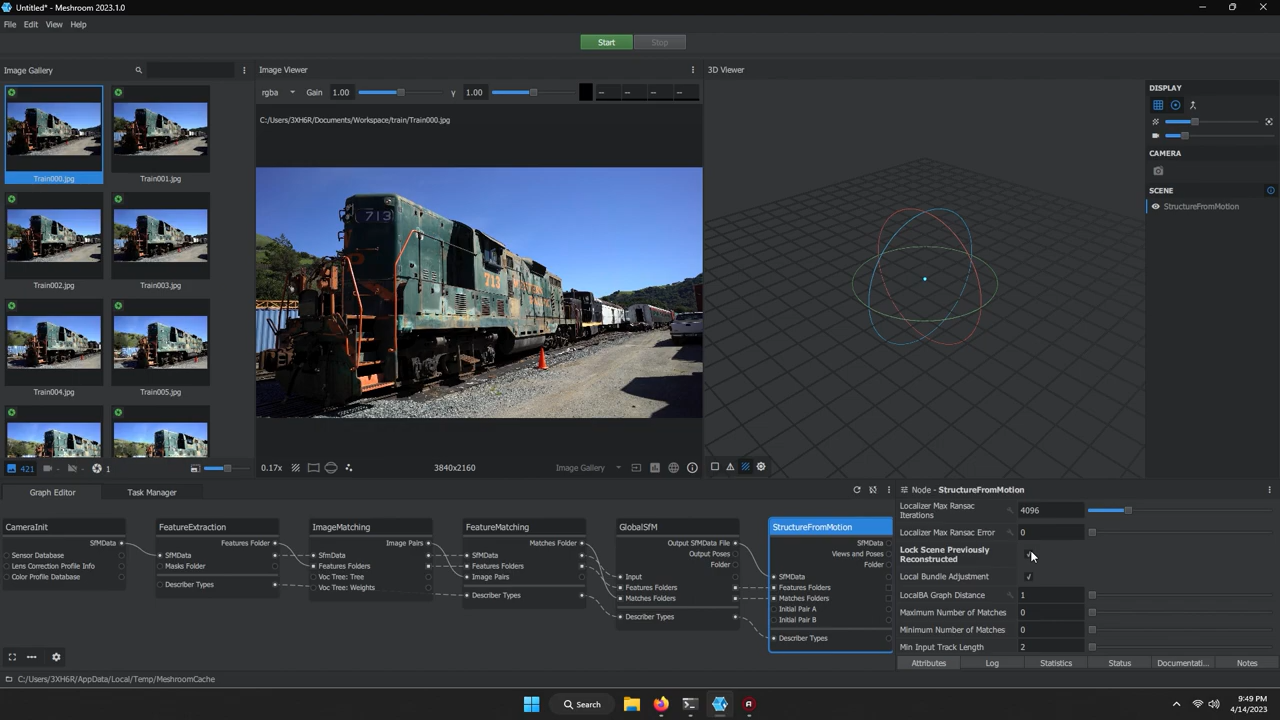 Untitled* - Meshroom 2023.1.0
File Edit View Help
Start Stop
Image Gallery
Train000.jpg Train001.jpg
Train002.jpg Train003.jpg
Train004.jpg Train005.jpg
421 1
Image Viewer
rgba Gain 1.00 γ 1.00 -- -- -- --
C:/Users/3XH6R/Documents/Workspace/train/Train000.jpg
713
713
0.17x 3840x2160 Image Gallery
3D Viewer
DISPLAY
CAMERA
SCENE
StructureFromMotion
Graph Editor Task Manager
CameraInit
SfMData
Sensor Database
Lens Correction Profile Info
Color Profile Database
FeatureExtraction
Features Folder
SfMData
Masks Folder
Describer Types
ImageMatching
Image Pairs
SfmData
Features Folders
Voc Tree: Tree
Voc Tree: Weights
FeatureMatching
Matches Folder
SfMData
Features Folders
Image Pairs
Describer Types
GlobalSfM
Output SfMData File
Output Poses
Folder
Input
Features Folders
Matches Folders
Describer Types
StructureFromMotion
SfMData
Views and Poses
Folder
SfMData
Features Folders
Matches Folders
Initial Pair A
Initial Pair B
Describer Types
Node - StructureFromMotion
Localizer Max Ransac
Iterations 4096
Localizer Max Ransac Error 0
Lock Scene Previously
Reconstructed
Local Bundle Adjustment
LocalBA Graph Distance 1
Maximum Number of Matches 0
Minimum Number of Matches 0
Min Input Track Length 2
Attributes Log Statistics Status Documentati... Notes
C:/Users/3XH6R/AppData/Local/Temp/MeshroomCache
Search
9:49 PM
4/14/2023